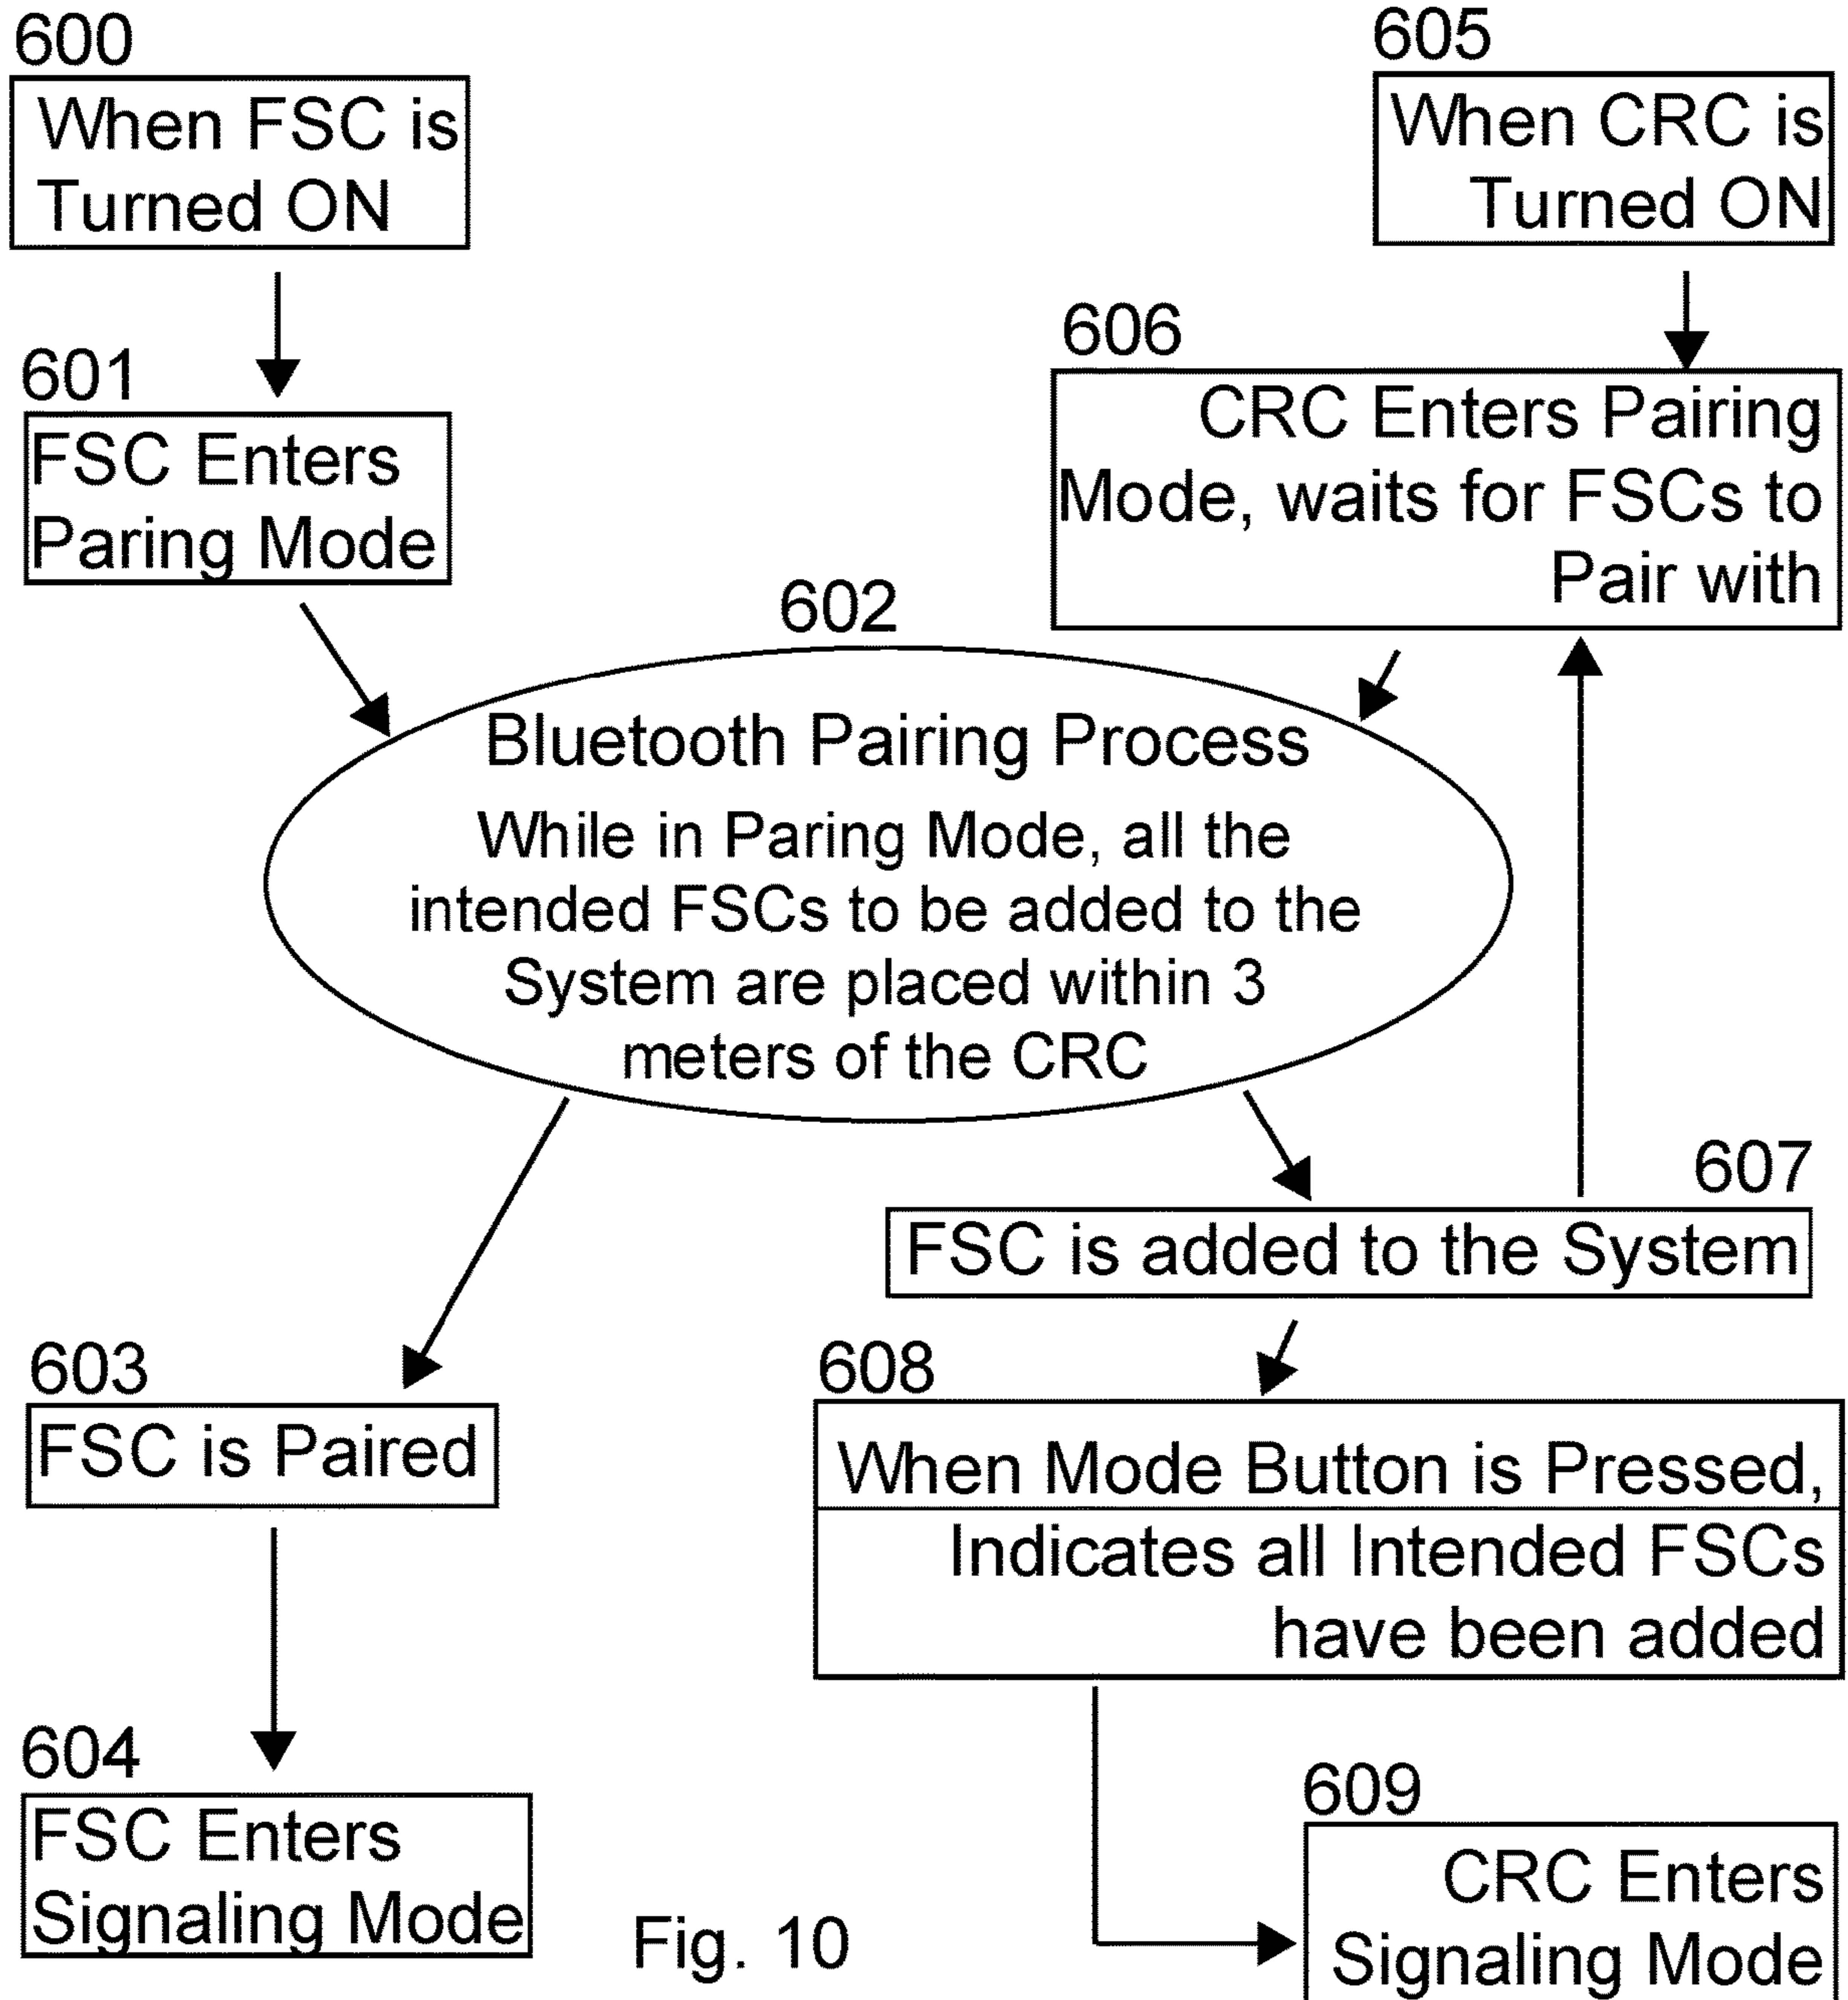 600
When FSC is
Turned ON
605
When CRC is
Turned ON
601
FSC Enters
Paring Mode
606
CRC Enters Pairing
Mode, waits for FSCs to
Pair with
602
Bluetooth Pairing Process
While in Paring Mode, all the
intended FSCs to be added to the
System are placed within 3
meters of the CRC
607
FSC is added to the System
603
FSC is Paired
608
When Mode Button is Pressed,
Indicates all Intended FSCs
have been added
604
FSC Enters
Signaling Mode
609
CRC Enters
Signaling Mode
Fig. 10